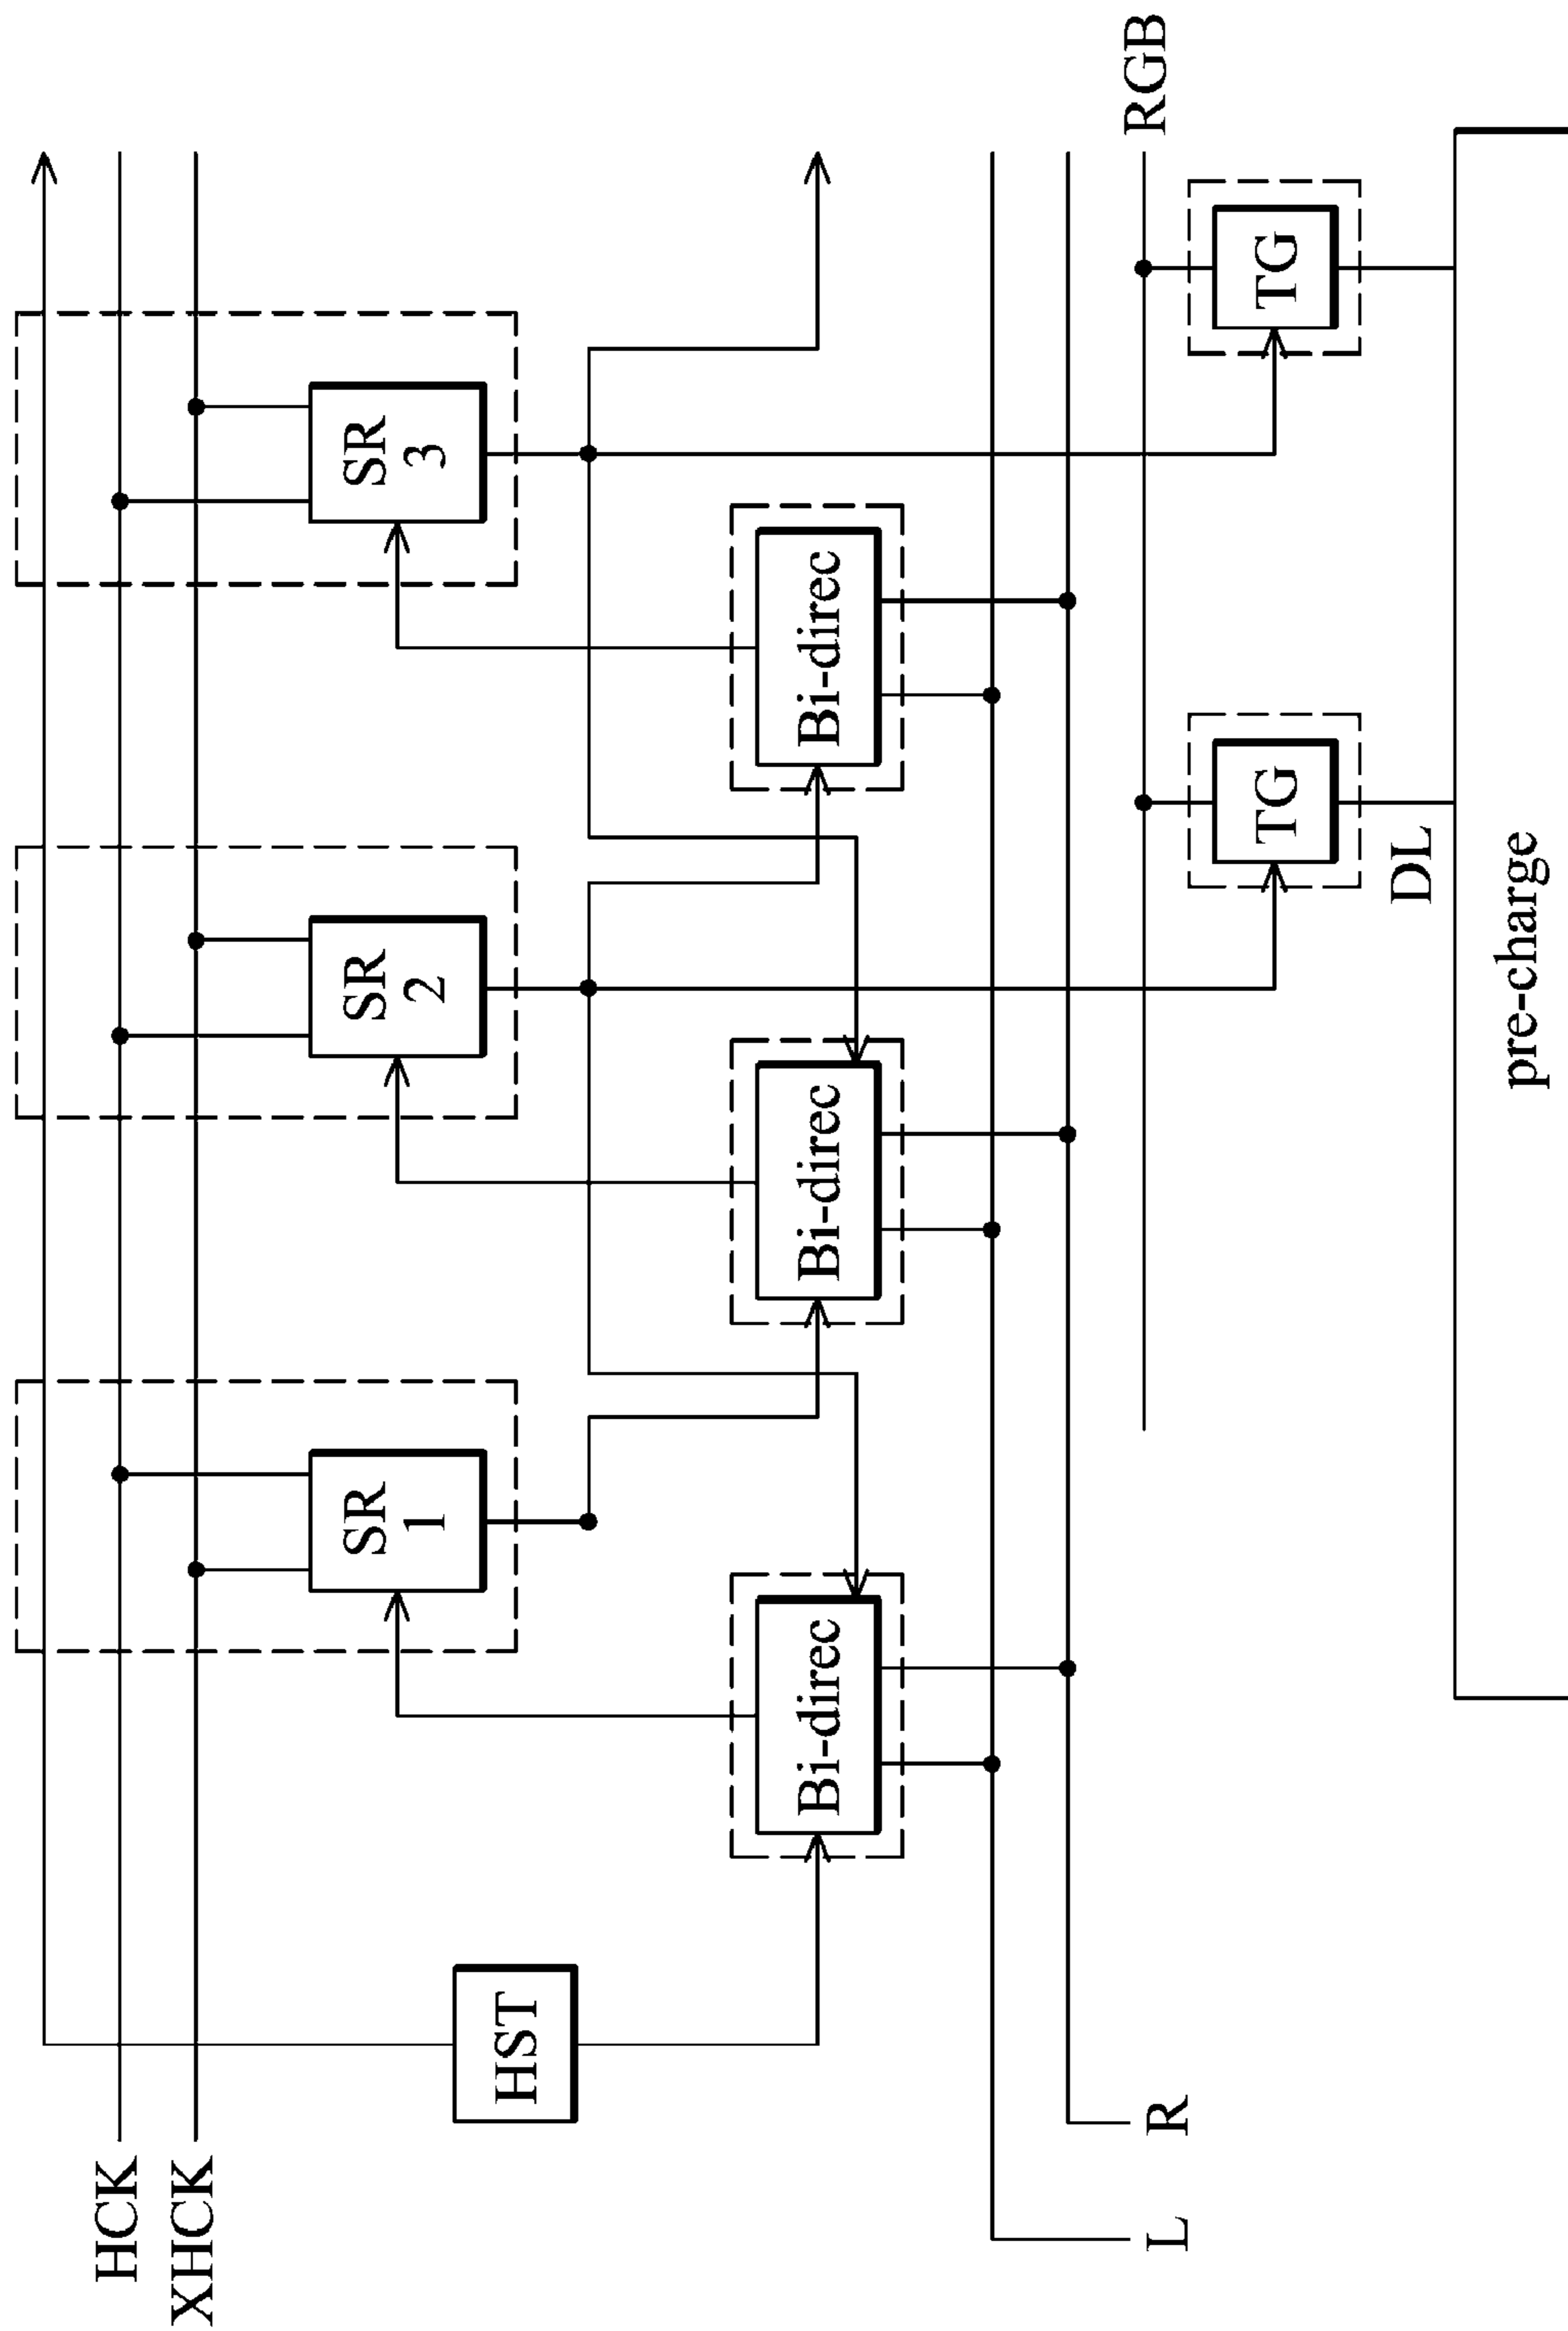 HCK
XHCK
HST
SR
1
SR
2
SR
3
Bi-direc
Bi-direc
Bi-direc
L
R
RGB
TG
TG
DL
pre-charge